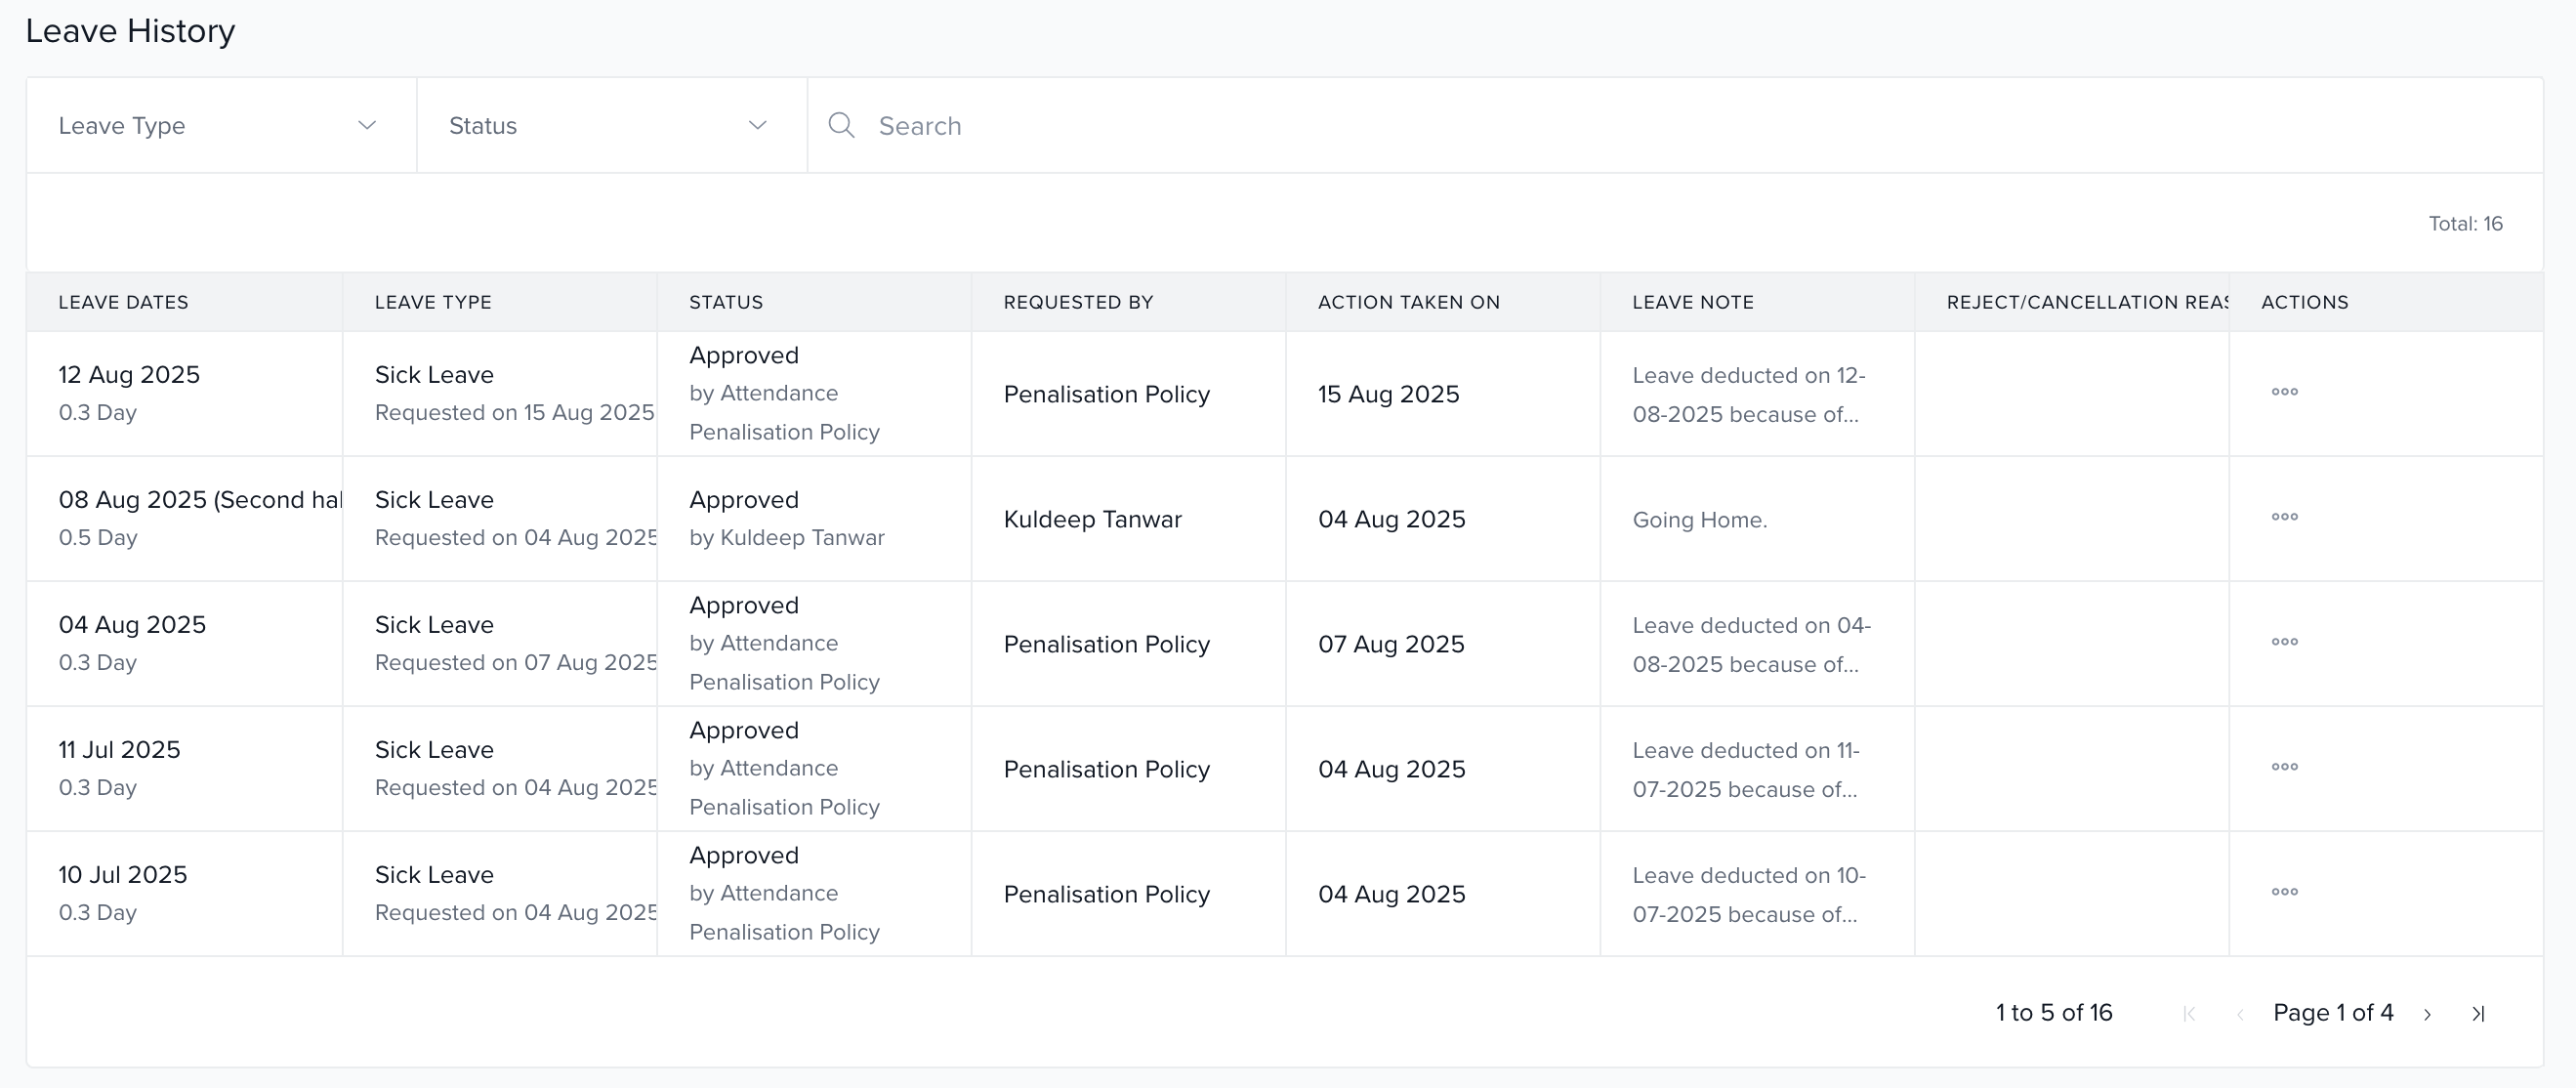 Leave History
Leave Type
Status
Search
Total: 16
LEAVE DATES LEAVE TYPE STATUS REQUESTED BY ACTION TAKEN ON LEAVE NOTE REJECT/CANCELLATION REAS ACTIONS
12 Aug 2025
0.3 Day
Sick Leave
Requested on 15 Aug 2025
Approved
by Attendance
Penalisation Policy
Penalisation Policy
15 Aug 2025
Leave deducted on 12-
08-2025 because of...
08 Aug 2025 (Second hal
0.5 Day
Sick Leave
Requested on 04 Aug 2025
Approved
by Kuldeep Tanwar
Kuldeep Tanwar
04 Aug 2025
Going Home.
04 Aug 2025
0.3 Day
Sick Leave
Requested on 07 Aug 2025
Approved
by Attendance
Penalisation Policy
Penalisation Policy
07 Aug 2025
Leave deducted on 04-
08-2025 because of...
11 Jul 2025
0.3 Day
Sick Leave
Requested on 04 Aug 2025
Approved
by Attendance
Penalisation Policy
Penalisation Policy
04 Aug 2025
Leave deducted on 11-
07-2025 because of...
10 Jul 2025
0.3 Day
Sick Leave
Requested on 04 Aug 2025
Approved
by Attendance
Penalisation Policy
Penalisation Policy
04 Aug 2025
Leave deducted on 10-
07-2025 because of...
1 to 5 of 16
Page 1 of 4